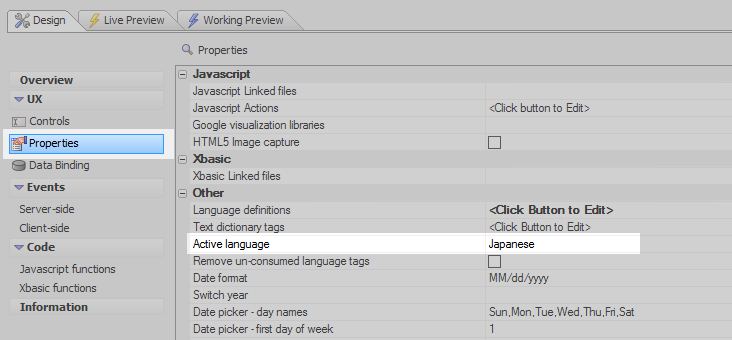 Design Live Preview Working Preview
Overview
UX
Controls
Properties
Data Binding
Events
Server-side
Client-side
Code
Javascript functions
Xbasic functions
Information
Properties
Javascript
Javascript Linked files
Javascript Actions <Click button to Edit>
Google visualization libraries
HTML5 Image capture
Xbasic
Xbasic Linked files
Other
Language definitions <Click Button to Edit>
Text dictionary tags <Click Button to Edit>
Active language Japanese
Remove un-consumed language tags
Date format MM/dd/yyyy
Switch year
Date picker - day names Sun,Mon,Tue,Wed,Thu,Fri,Sat
Date picker - first day of week 1